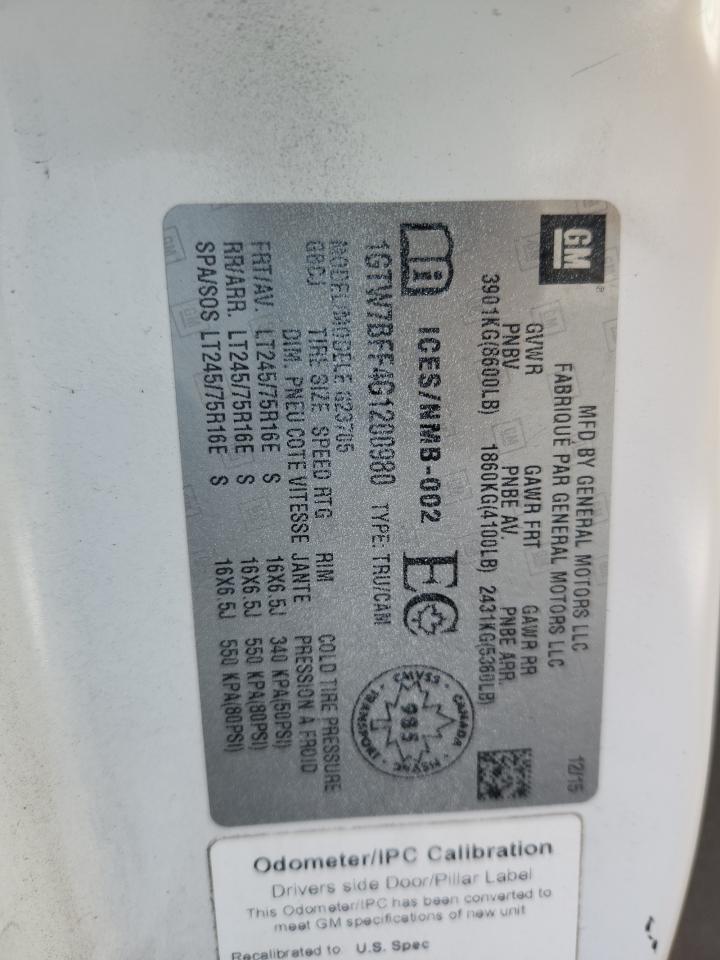 GM
MFD BY GENERAL MOTORS LLC
FABRIQUÉ PAR GENERAL MOTORS LLC
12/15
GVWR GAWR FRT GAWR RR
PNBV PNBE AV. PNBE ARR.
3901KG(8600LB) 1860KG(4100LB) 2431KG(5360LB)
ICES/NMB-002
CANADA
TRANSPORT
985
1GTW7BFF4G1200980 TYPE: TRU/CAM
MODEL/MODELE G23705
TIRE SIZE SPEED RTG RIM COLD TIRE PRESSURE
DIM. PNEU COTE VITESSE JANTE PRESSION A FROID
FRT/AV. LT245/75R16E S 16X6.5J 340 KPA(50PSI)
RR/ARR. LT245/75R16E S 16X6.5J 550 KPA(80PSI)
SPA/SOS LT245/75R16E S 16X6.5J 550 KPA(80PSI)
Odometer/IPC Calibration
Drivers side Door/Pillar Label
This Odometer/IPC has been converted to
meet GM specifications of new unit
Recalibrated to U.S. Spec